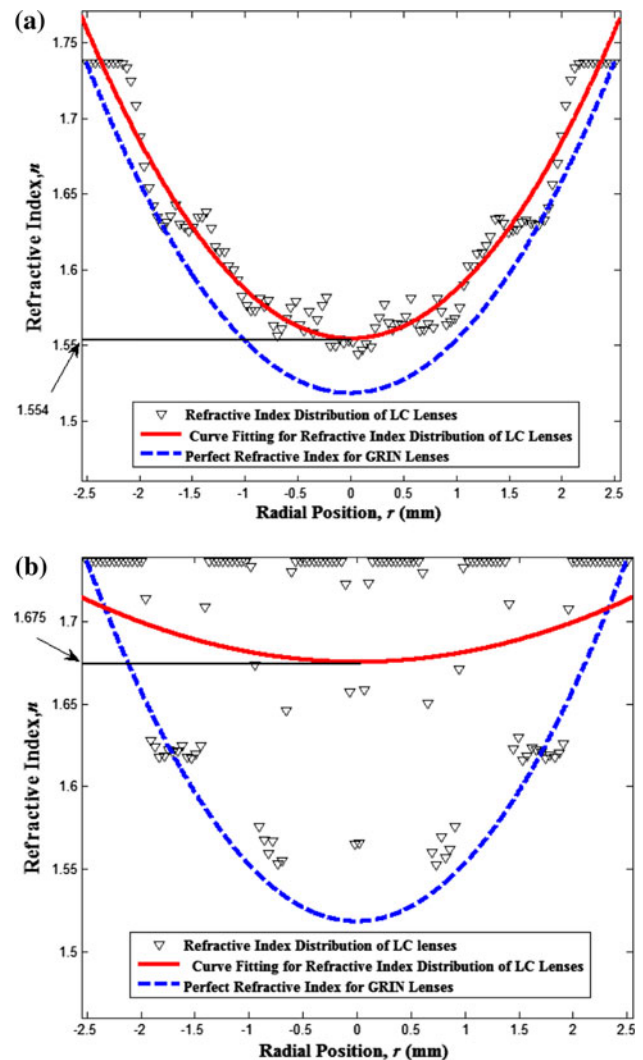 (a)
1.75
1.7
1.65
1.6
1.55
1.5
1.554
Refractive Index,n
Refractive Index Distribution of LC Lenses
Curve Fitting for Refractive Index Distribution of LC Lenses
Perfect Refractive Index for GRIN Lenses
-2.5 -2 -1.5 -1 -0.5 0 0.5 1 1.5 2 2.5
Radial Position, r (mm)
(b)
1.7
1.65
1.6
1.55
1.5
1.675
Refractive Index,n
Refractive Index Distribution of LC lenses
Curve Fitting for Refractive Index Distribution of LC Lenses
Perfect Refractive Index for GRIN Lenses
-2.5 -2 -1.5 -1 -0.5 0 0.5 1 1.5 2 2.5
Radial Position, r (mm)